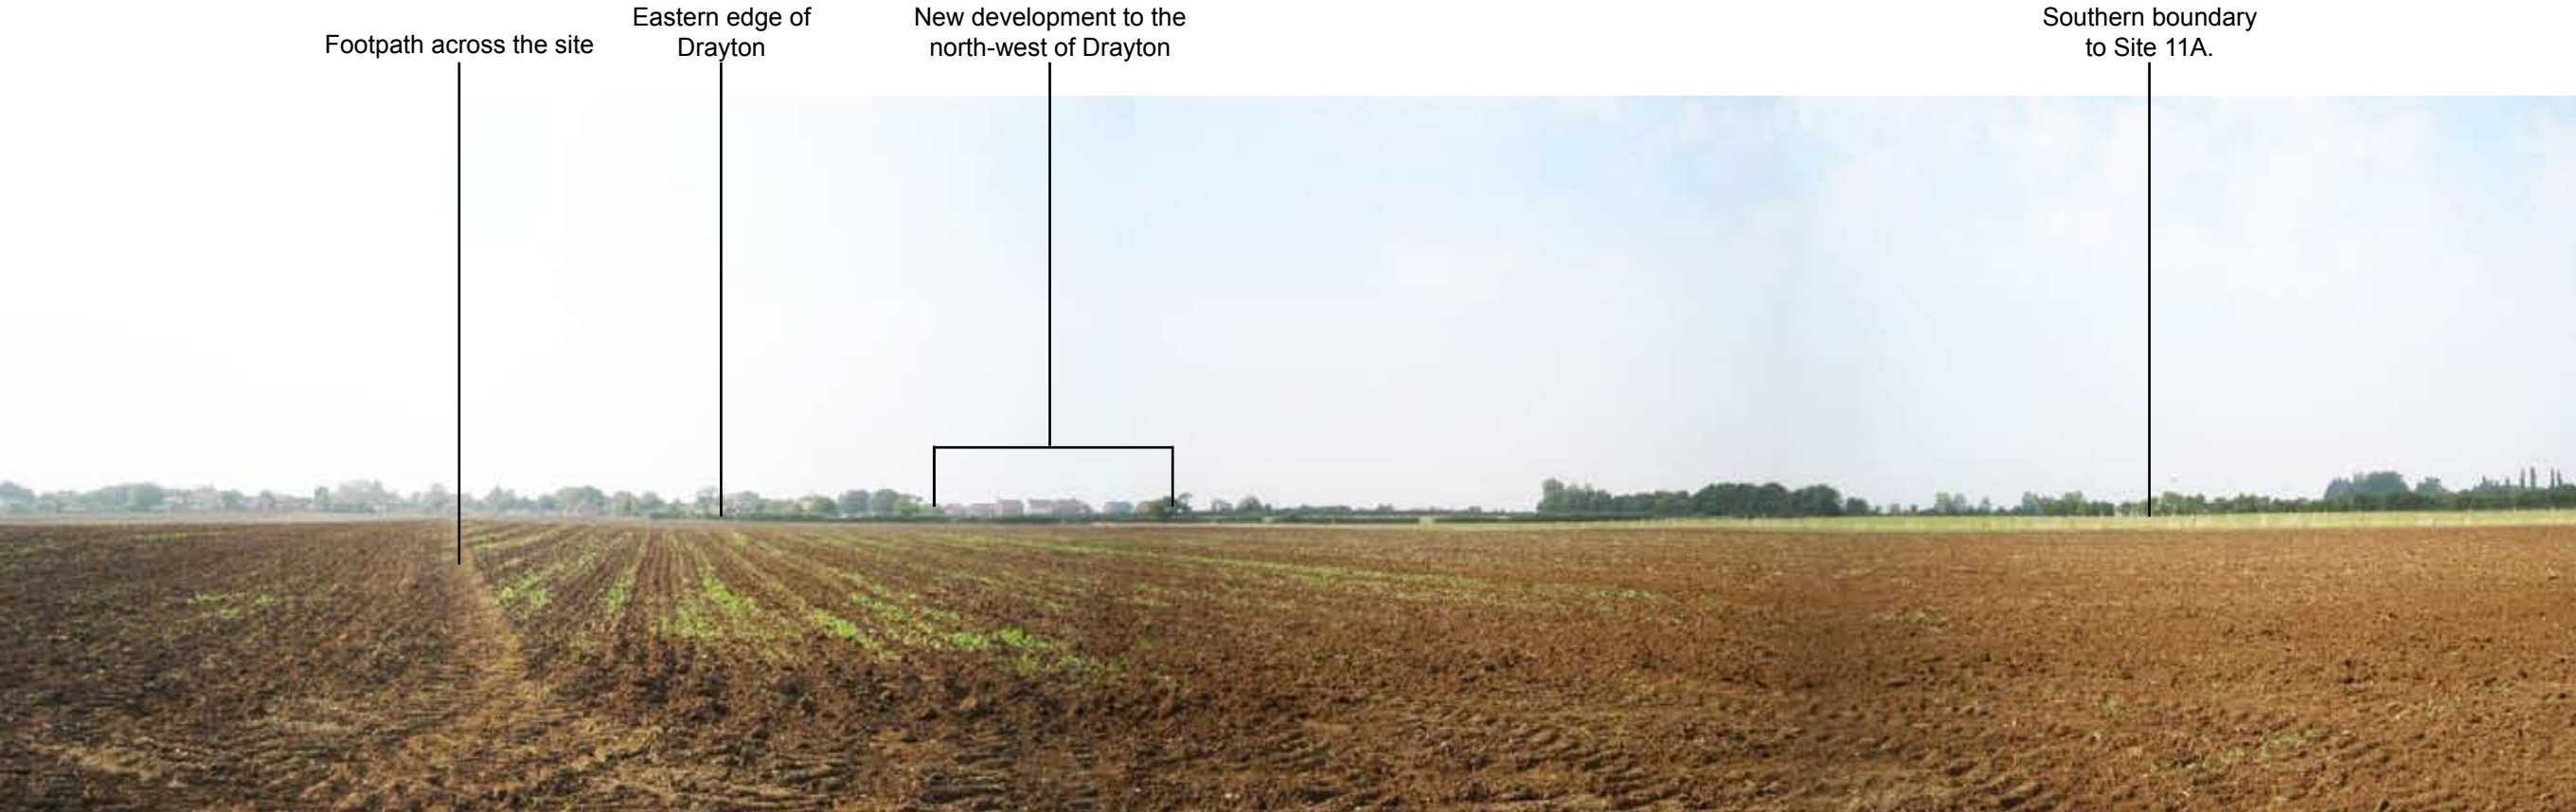 Footpath across the site
Eastern edge of
Drayton
New development to the
north-west of Drayton
Southern boundary
to Site 11A.